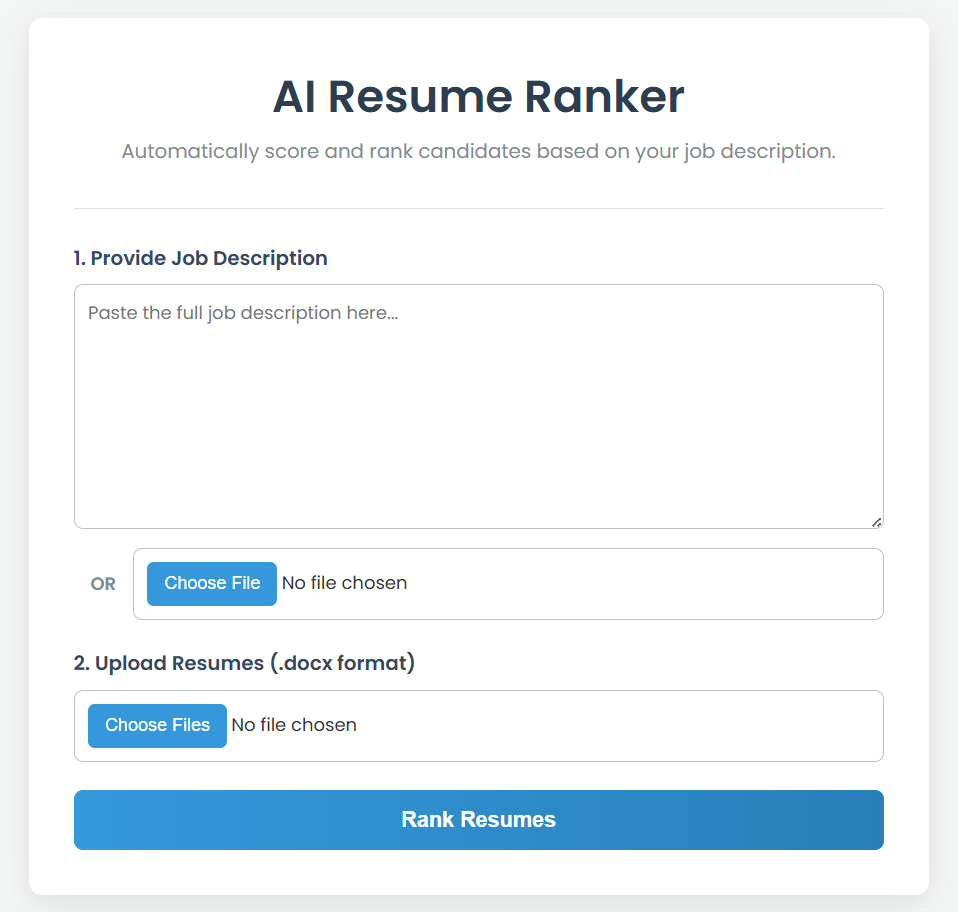 AI Resume Ranker
Automatically score and rank candidates based on your job description.
1. Provide Job Description
Paste the full job description here...
OR Choose File No file chosen
2. Upload Resumes (.docx format)
Choose Files No file chosen
Rank Resumes